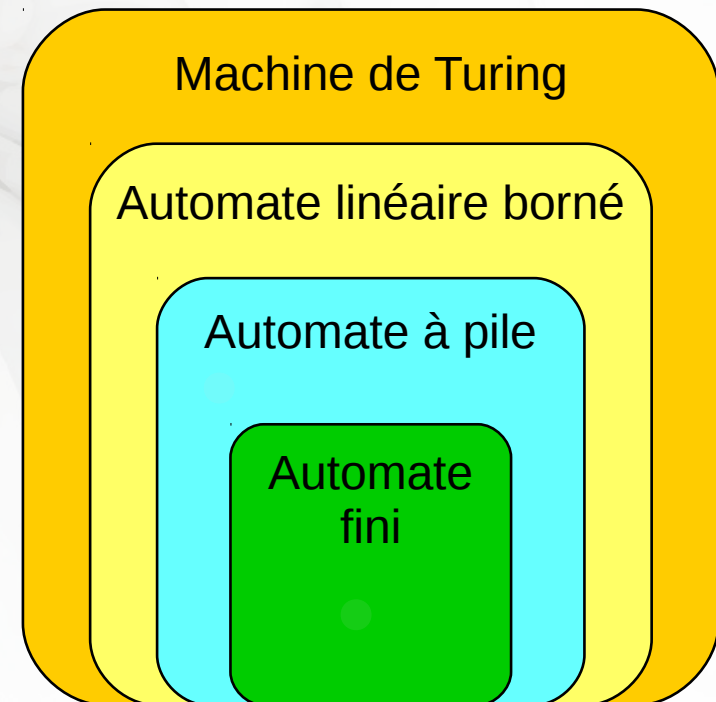 Machine de Turing
Automate linéaire borné
Automate à pile
Automate
fini